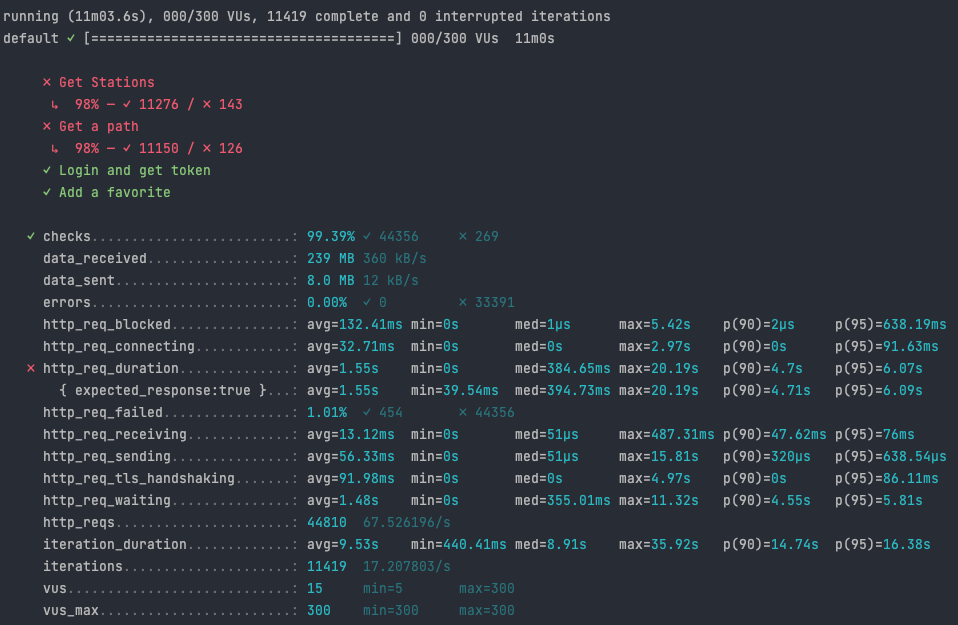 running (11m03.6s), 000/300 VUs, 11419 complete and 0 interrupted iterations
default ✓ [======================================] 000/300 VUs  11m0s
✗ Get Stations
↳  98% — ✓ 11276 / ✗ 143
✗ Get a path
↳  98% — ✓ 11150 / ✗ 126
✓ Login and get token
✓ Add a favorite
✓ checks.........................: 99.39% ✓ 44356     ✗ 269
data_received..................: 239 MB 360 kB/s
data_sent......................: 8.0 MB 12 kB/s
errors.........................: 0.00%  ✓ 0         ✗ 33391
http_req_blocked...............: avg=132.41ms min=0s       med=1µs      max=5.42s    p(90)=2µs     p(95)=638.19ms
http_req_connecting............: avg=32.71ms  min=0s       med=0s       max=2.97s    p(90)=0s      p(95)=91.63ms
✗ http_req_duration..............: avg=1.55s    min=0s       med=384.65ms max=20.19s   p(90)=4.7s    p(95)=6.07s
{ expected_response:true }...: avg=1.55s    min=39.54ms  med=394.73ms max=20.19s   p(90)=4.71s   p(95)=6.09s
http_req_failed................: 1.01%  ✓ 454       ✗ 44356
http_req_receiving.............: avg=13.12ms  min=0s       med=51µs     max=487.31ms p(90)=47.62ms p(95)=76ms
http_req_sending...............: avg=56.33ms  min=0s       med=51µs     max=15.81s   p(90)=320µs   p(95)=638.54µs
http_req_tls_handshaking.......: avg=91.98ms  min=0s       med=0s       max=4.97s    p(90)=0s      p(95)=86.11ms
http_req_waiting...............: avg=1.48s    min=0s       med=355.01ms max=11.32s   p(90)=4.55s   p(95)=5.81s
http_reqs......................: 44810  67.526196/s
iteration_duration.............: avg=9.53s    min=440.41ms med=8.91s    max=35.92s   p(90)=14.74s  p(95)=16.38s
iterations.....................: 11419  17.207803/s
vus............................: 15     min=5       max=300
vus_max........................: 300    min=300     max=300